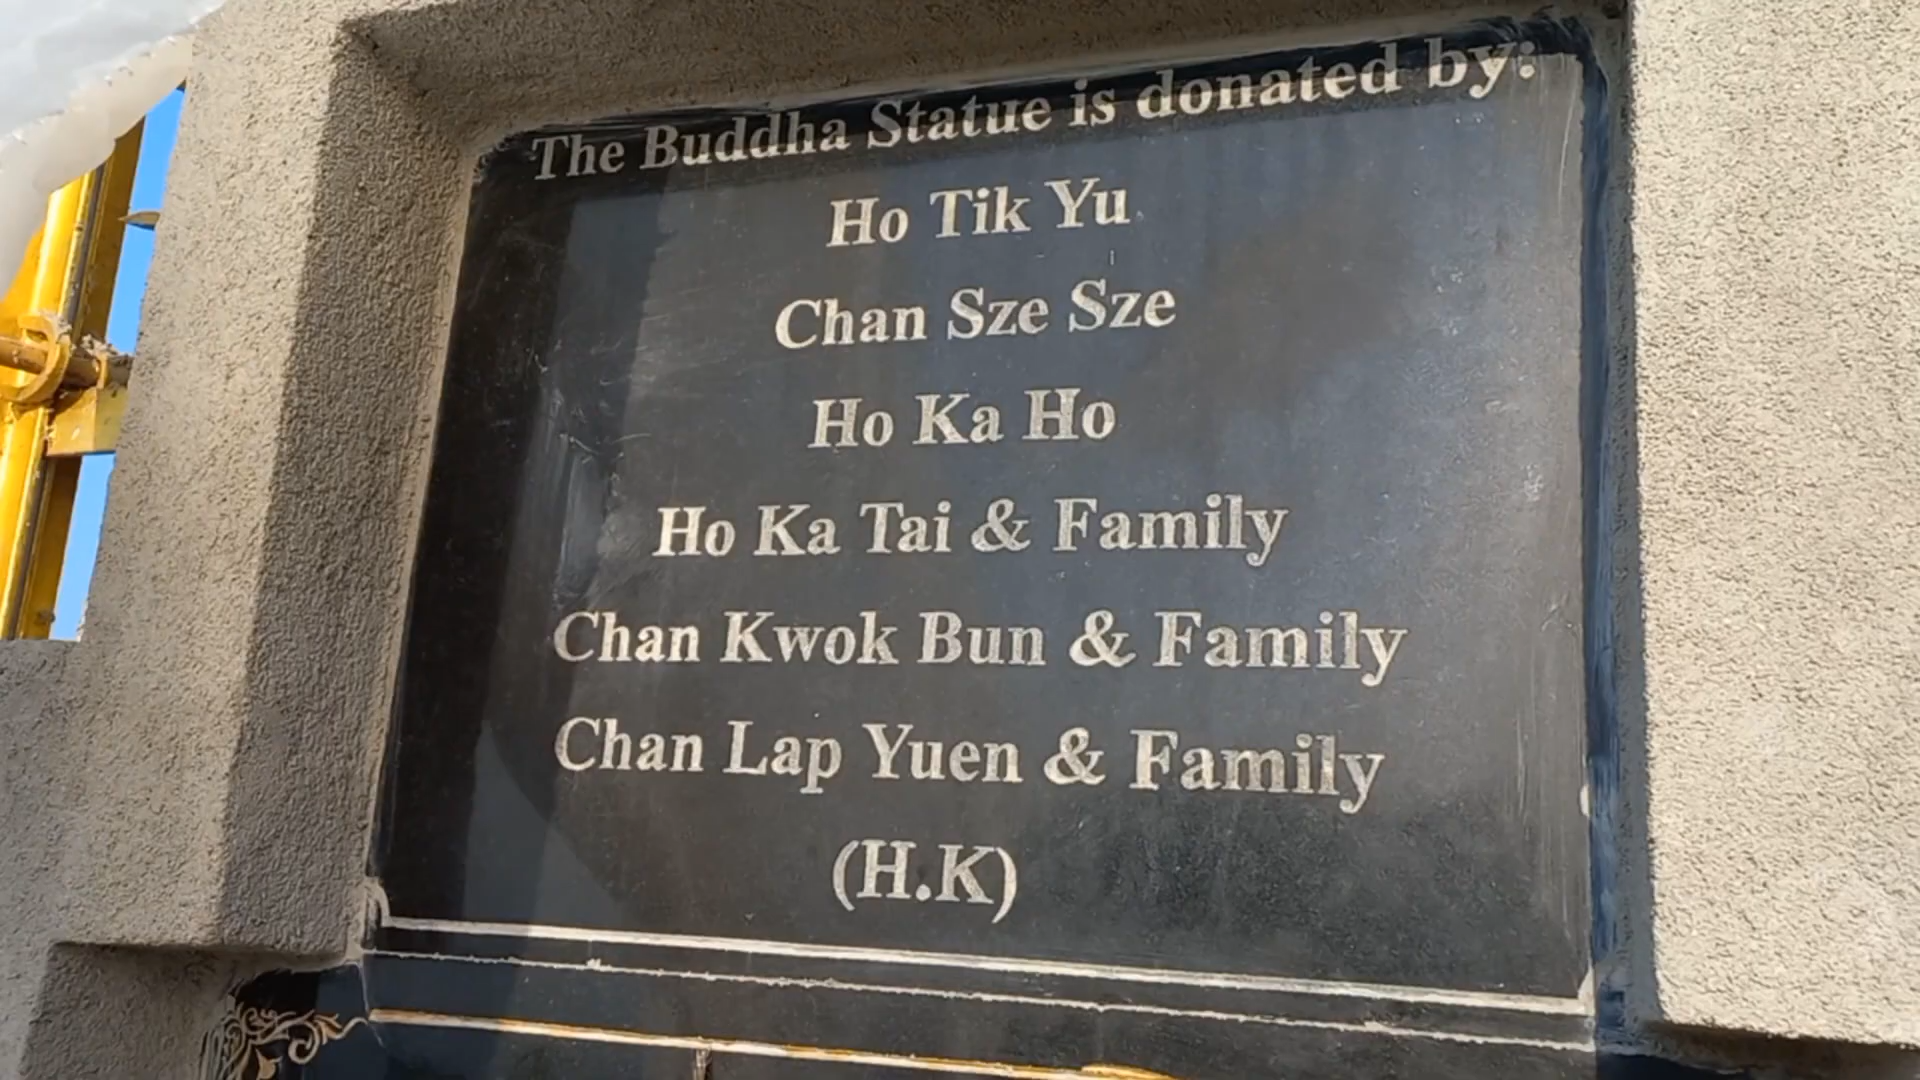 The Buddha Statue is donated by:
Ho Tik Yu
Chan Sze Sze
Ho Ka Ho
Ho Ka Tai & Family
Chan Kwok Bun & Family
Chan Lap Yuen & Family
(H.K)